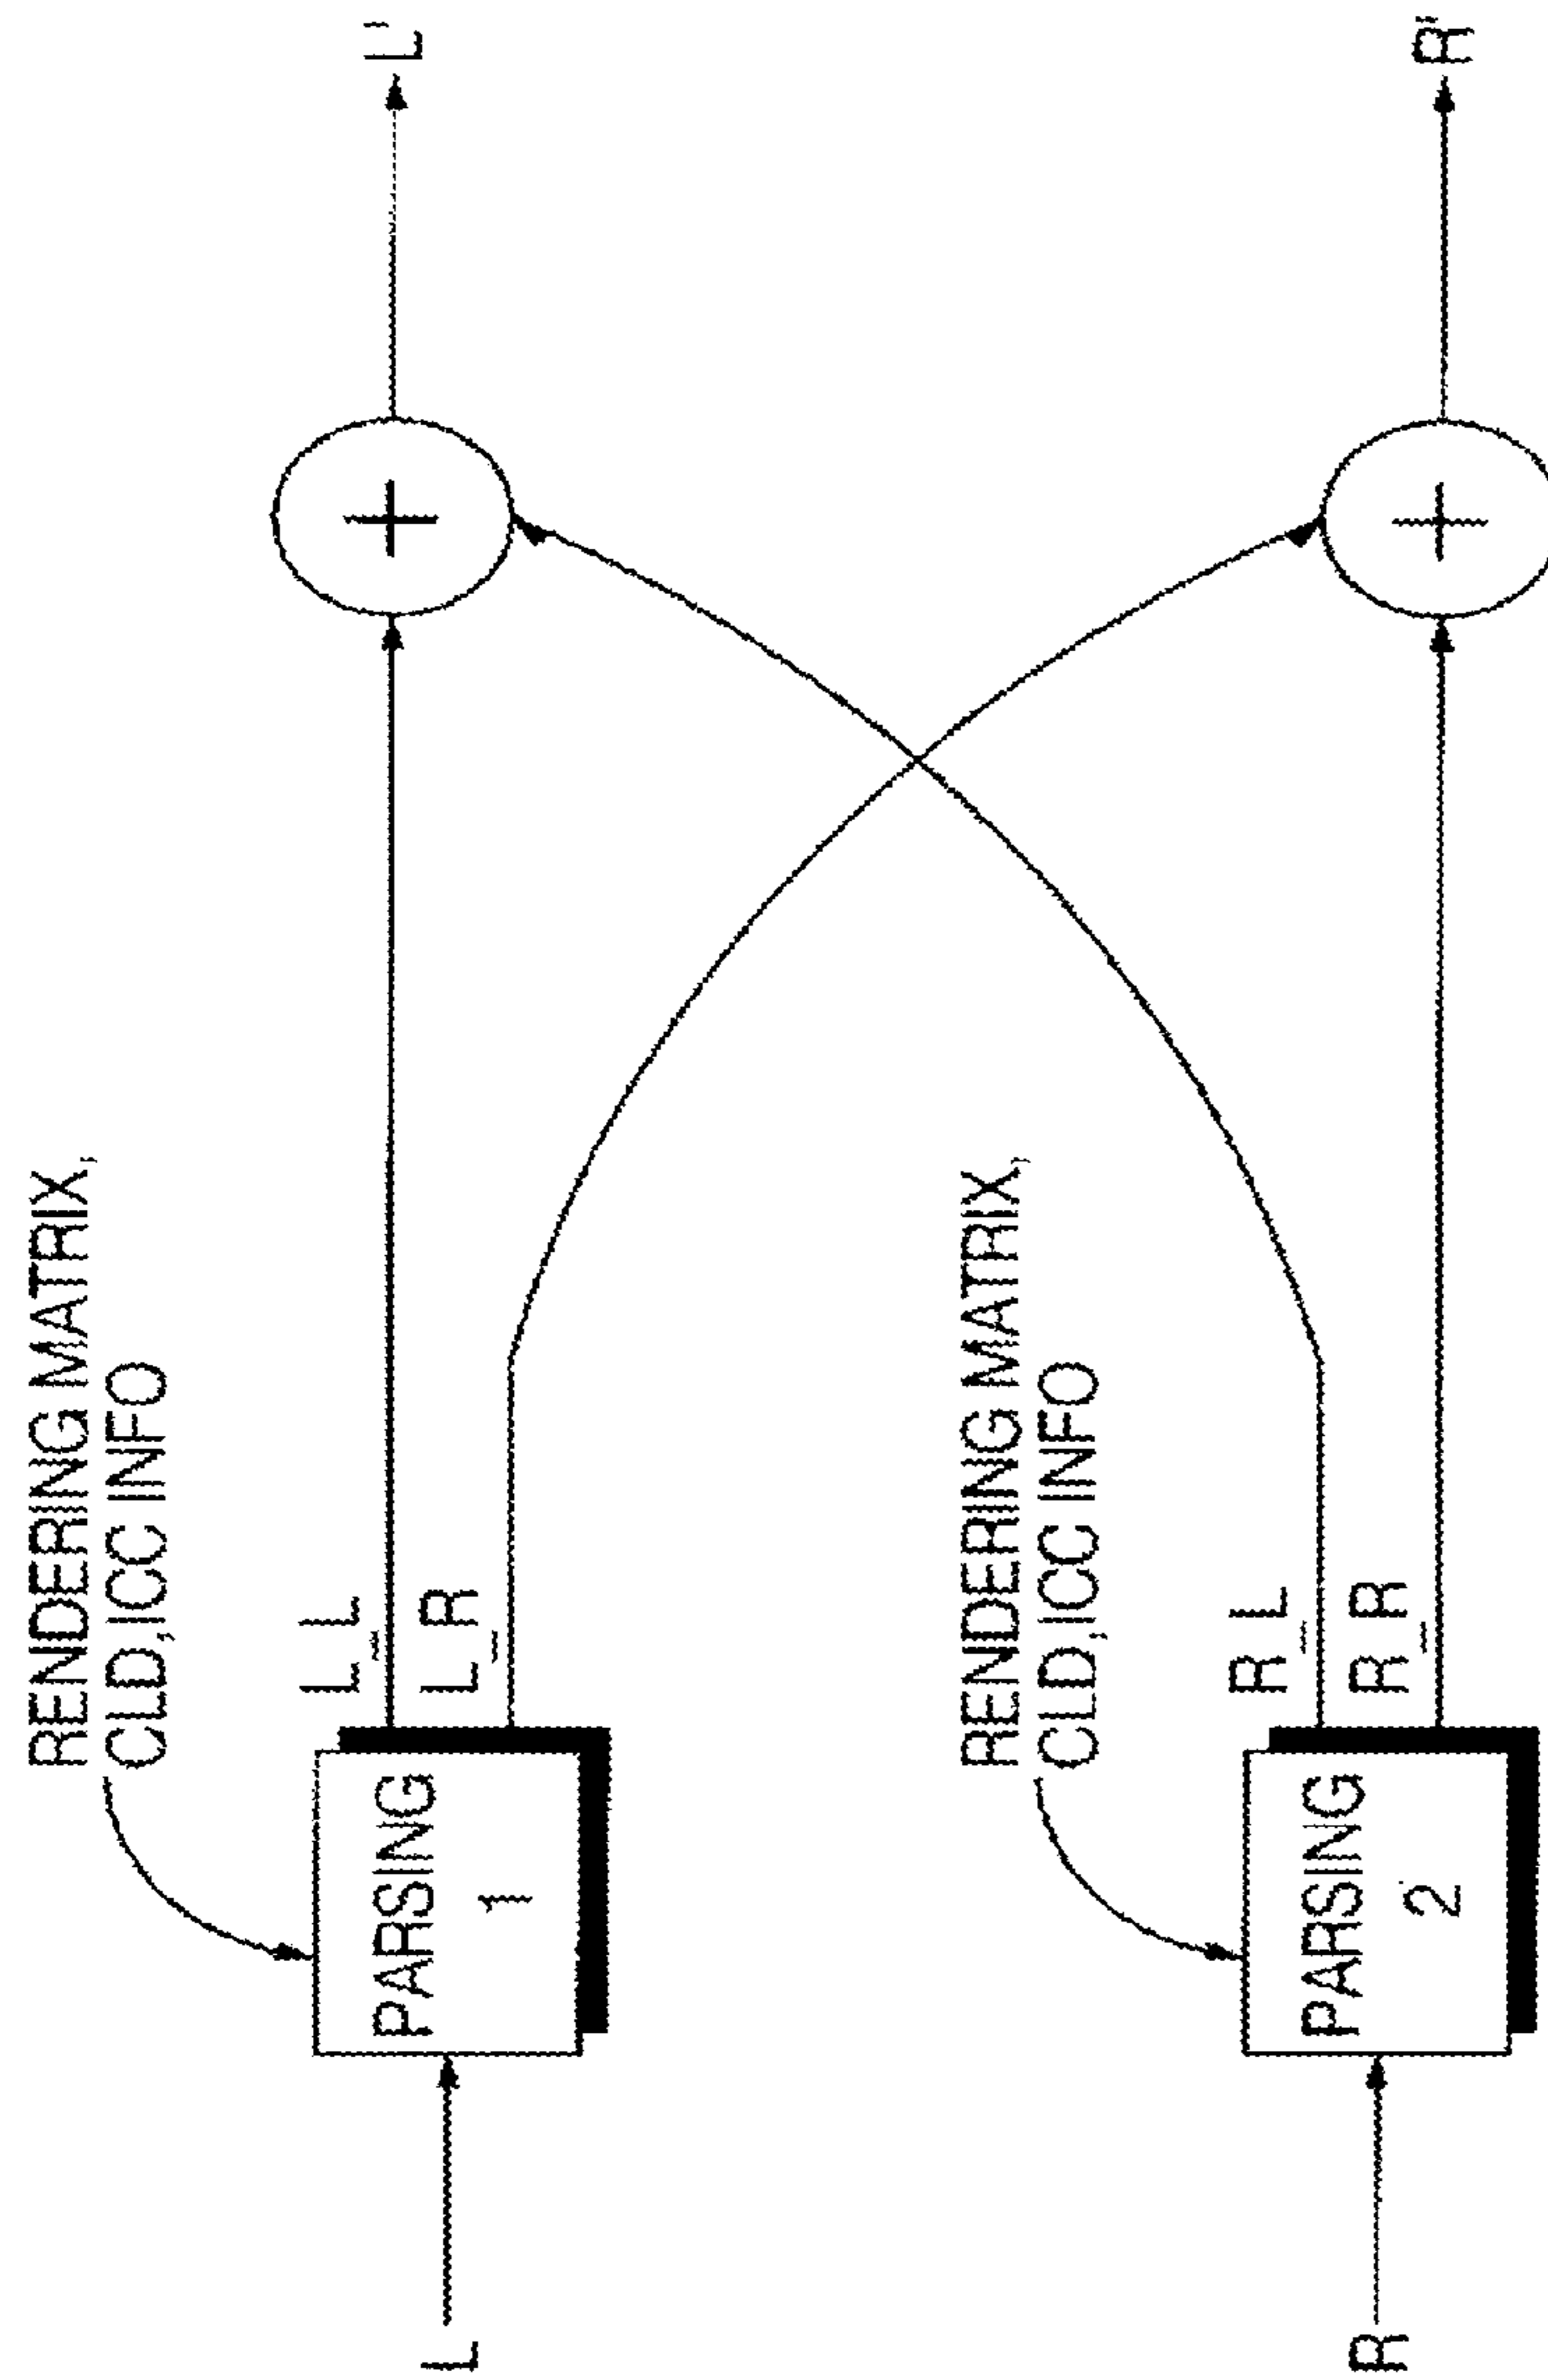 RENDERING MATRIX,
CLD,ICC INFO
L
PARSING
1
L_L
L_R
+
L'
RENDERING MATRIX,
CLD,ICC INFO
R
PARSING
2
R_L
R_R
+
R'